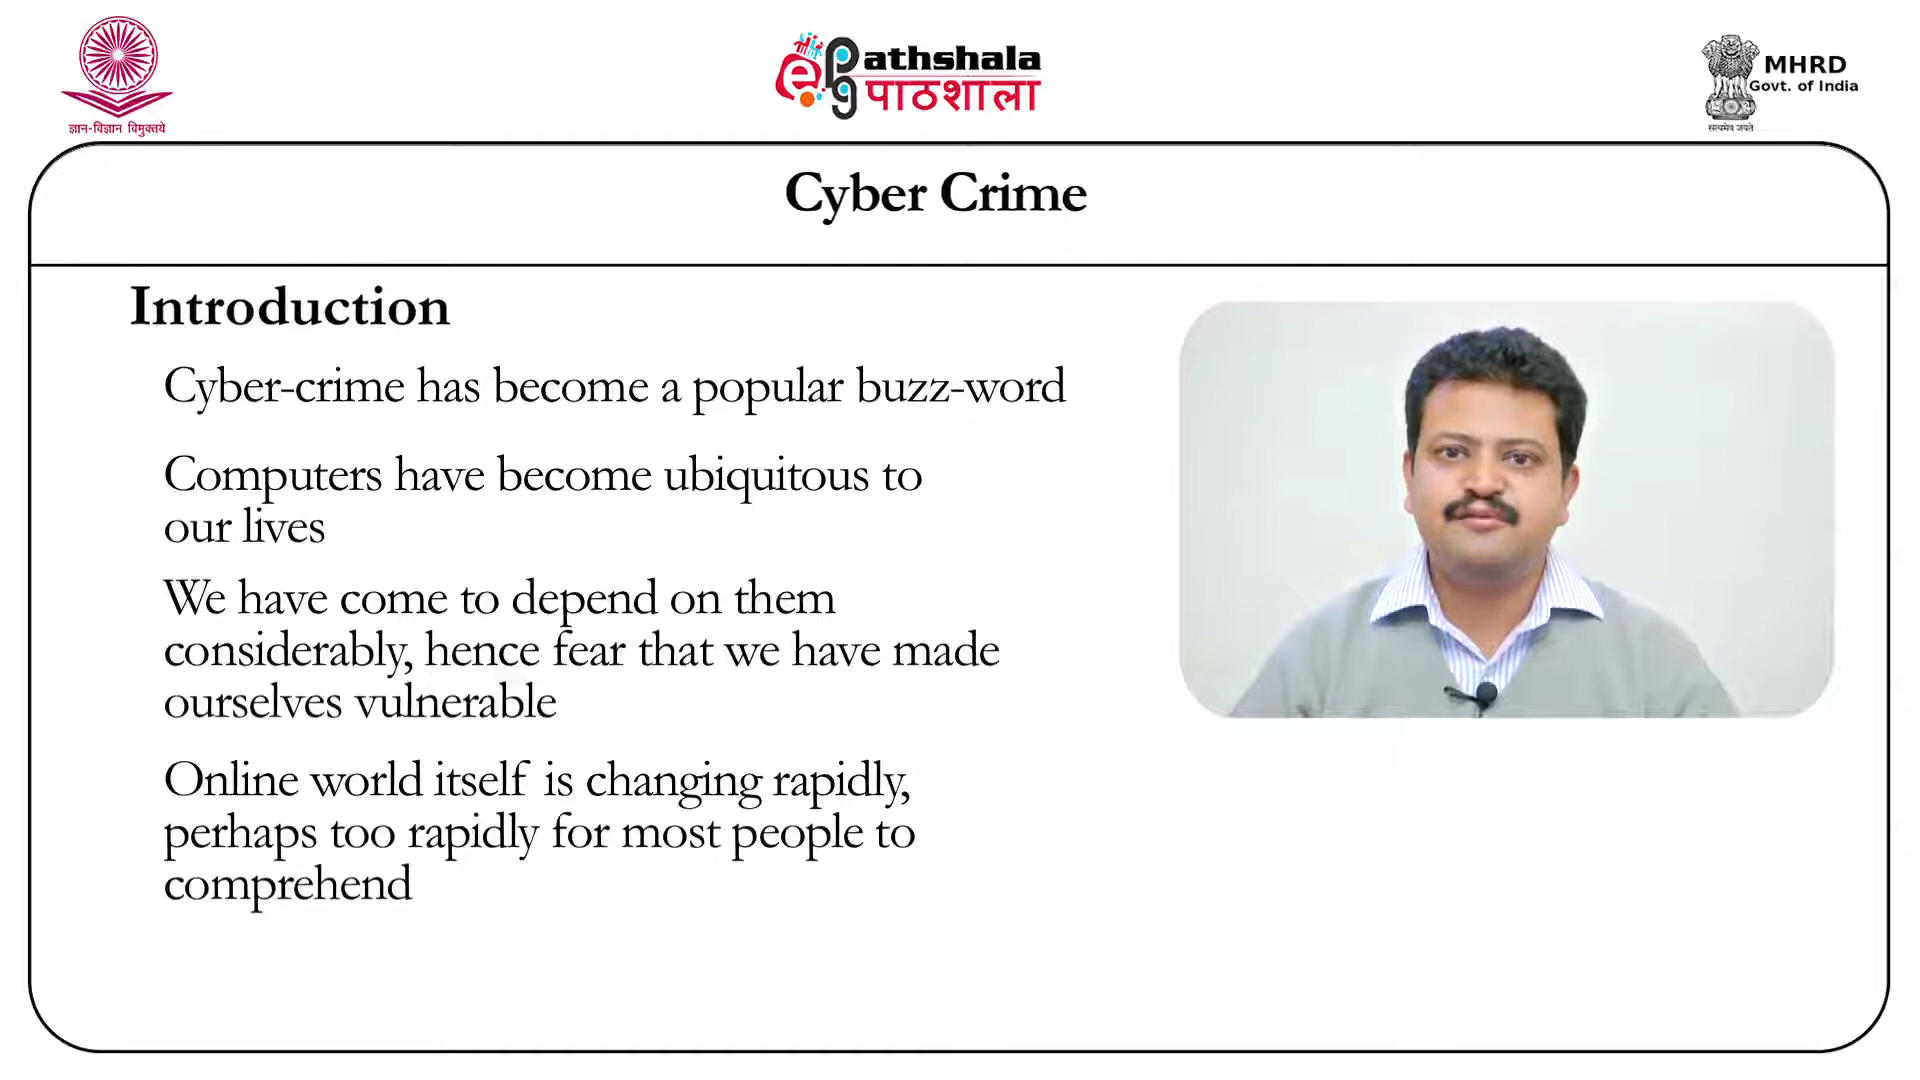 ज्ञान-विज्ञान विमुक्तये
ePathshala
पाठशाला
MHRD
Govt. of India
सत्यमेव जयते
Cyber Crime
Introduction
Cyber-crime has become a popular buzz-word
Computers have become ubiquitous to
our lives
We have come to depend on them
considerably, hence fear that we have made
ourselves vulnerable
Online world itself is changing rapidly,
perhaps too rapidly for most people to
comprehend